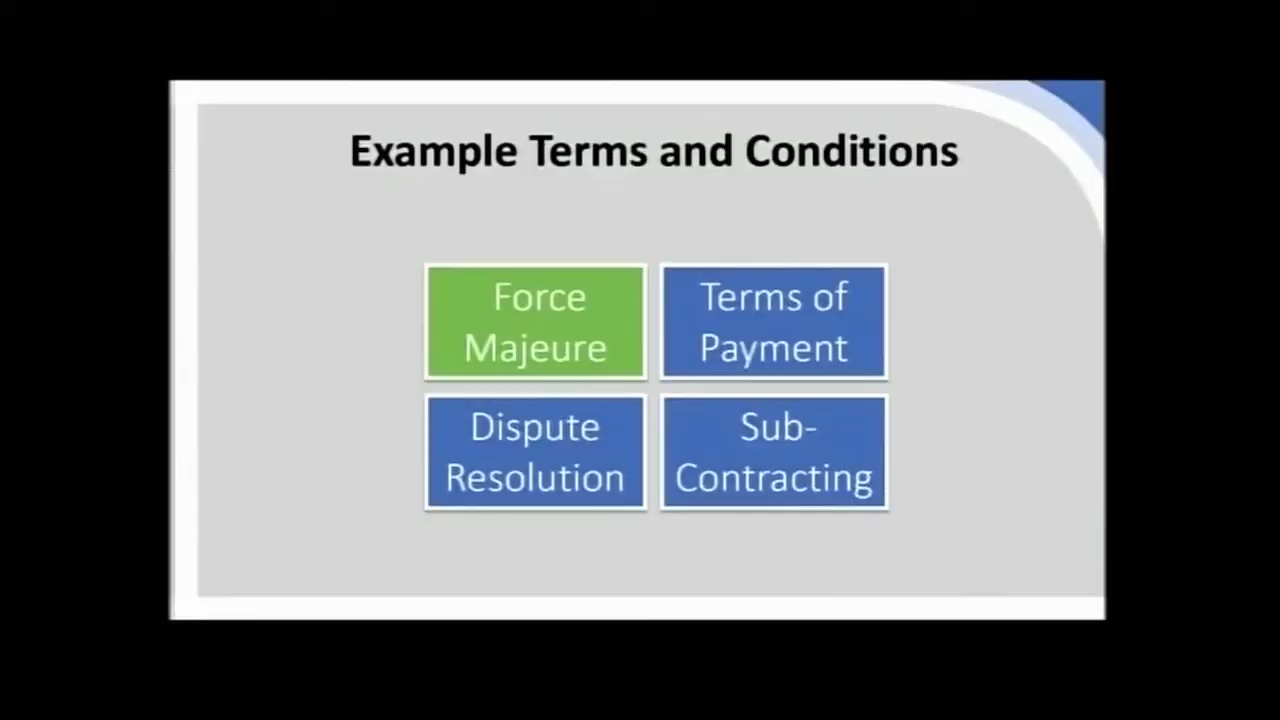 Example Terms and Conditions
Force
Majeure
Terms of
Payment
Dispute
Resolution
Sub-
Contracting